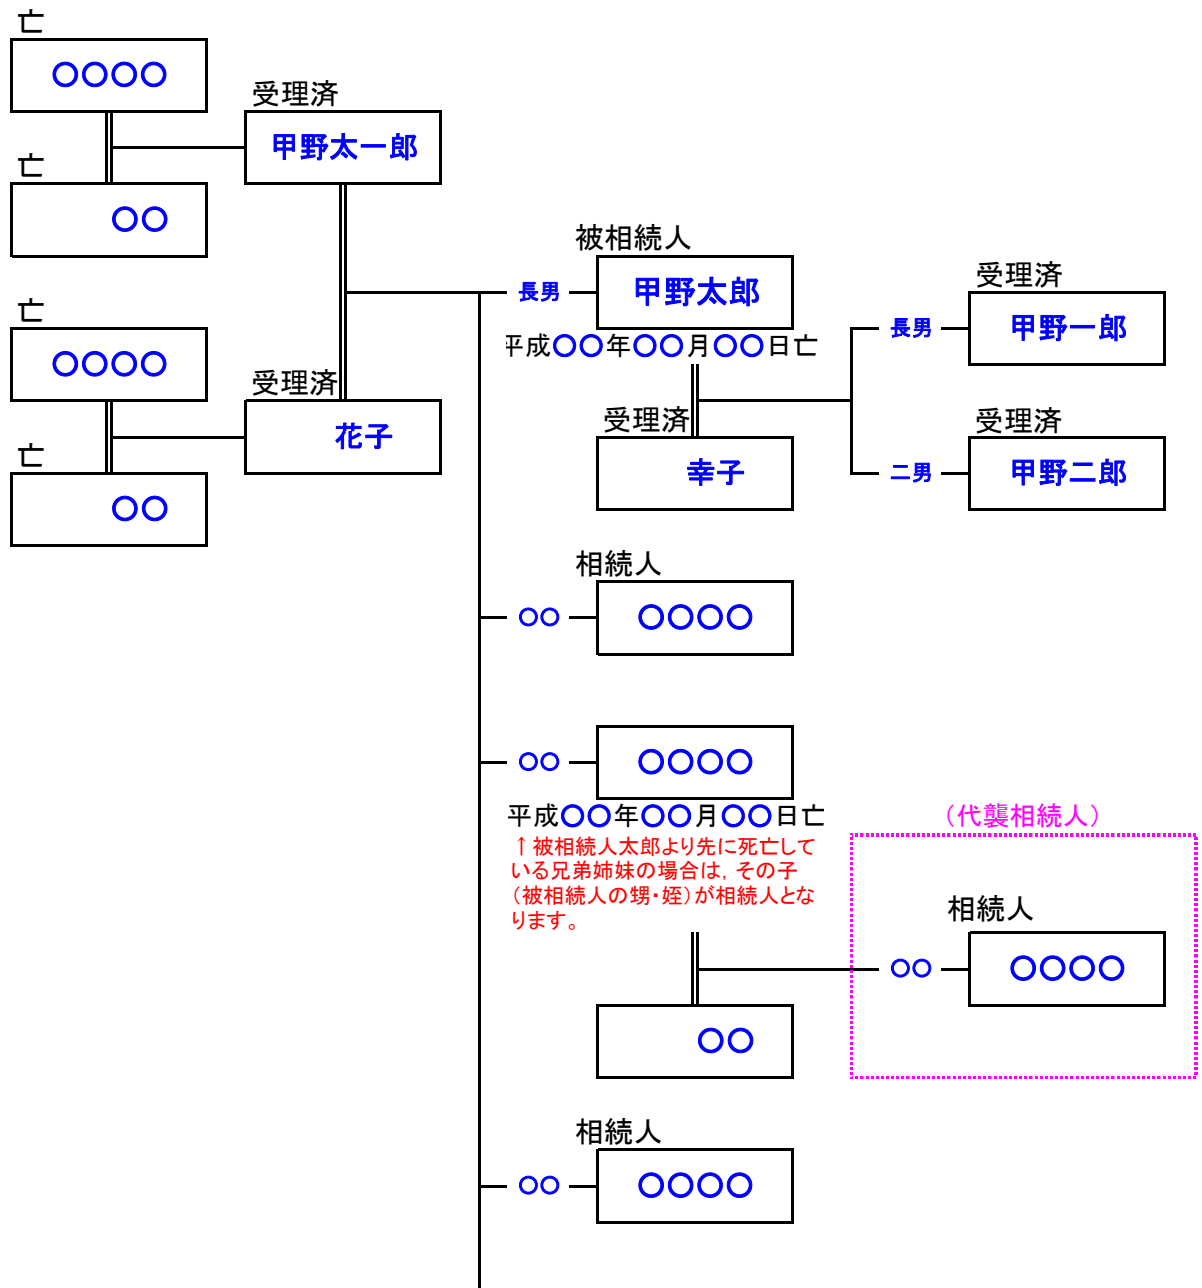 亡
〇〇〇〇
受理済
甲野太一郎
亡
〇〇
亡
〇〇〇〇
受理済
花子
亡
〇〇
被相続人
長男
甲野太郎
平成〇〇年〇〇月〇〇日亡
受理済
幸子
受理済
長男
甲野一郎
受理済
二男
甲野二郎
相続人
〇〇
〇〇〇〇
〇〇
〇〇〇〇
平成〇〇年〇〇月〇〇日亡
↑被相続人太郎より先に死亡して
いる兄弟姉妹の場合は，その子
（被相続人の甥・姪）が相続人とな
ります。
〇〇
（代襲相続人）
相続人
〇〇
〇〇〇〇
相続人
〇〇
〇〇〇〇